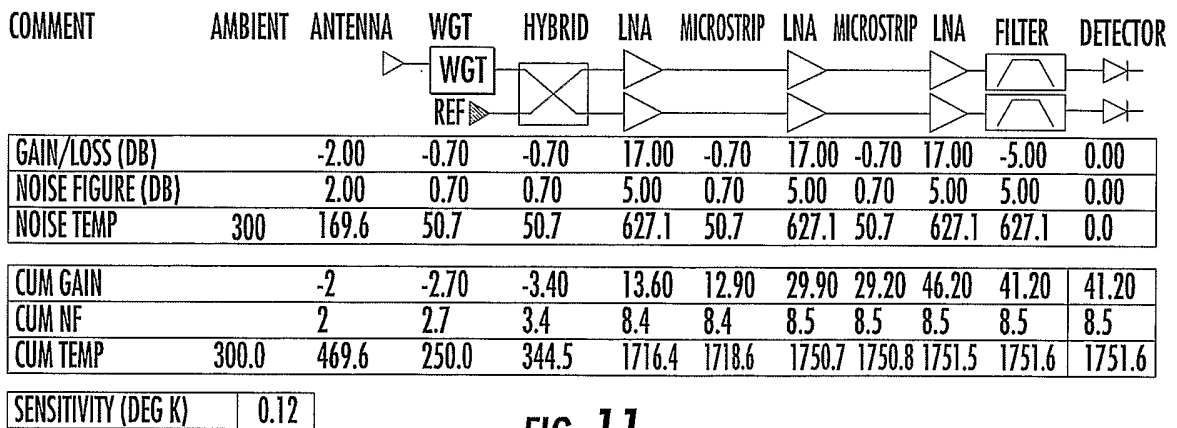 COMMENT AMBIENT ANTENNA WGT HYBRID LNA MICROSTRIP LNA MICROSTRIP LNA FILTER DETECTOR
WGT
REF
GAIN/LOSS (DB) -2.00 -0.70 -0.70 17.00 -0.70 17.00 -0.70 17.00 -5.00 0.00
NOISE FIGURE (DB) 2.00 0.70 0.70 5.00 0.70 5.00 0.70 5.00 5.00 0.00
NOISE TEMP 300 169.6 50.7 50.7 627.1 50.7 627.1 50.7 627.1 627.1 0.0
CUM GAIN -2 -2.70 -3.40 13.60 12.90 29.90 29.20 46.20 41.20 41.20
CUM NF 2 2.7 3.4 8.4 8.4 8.5 8.5 8.5 8.5 8.5
CUM TEMP 300.0 469.6 250.0 344.5 1716.4 1718.6 1750.7 1750.8 1751.5 1751.6 1751.6
SENSITIVITY (DEG K) 0.12
FIG. 11